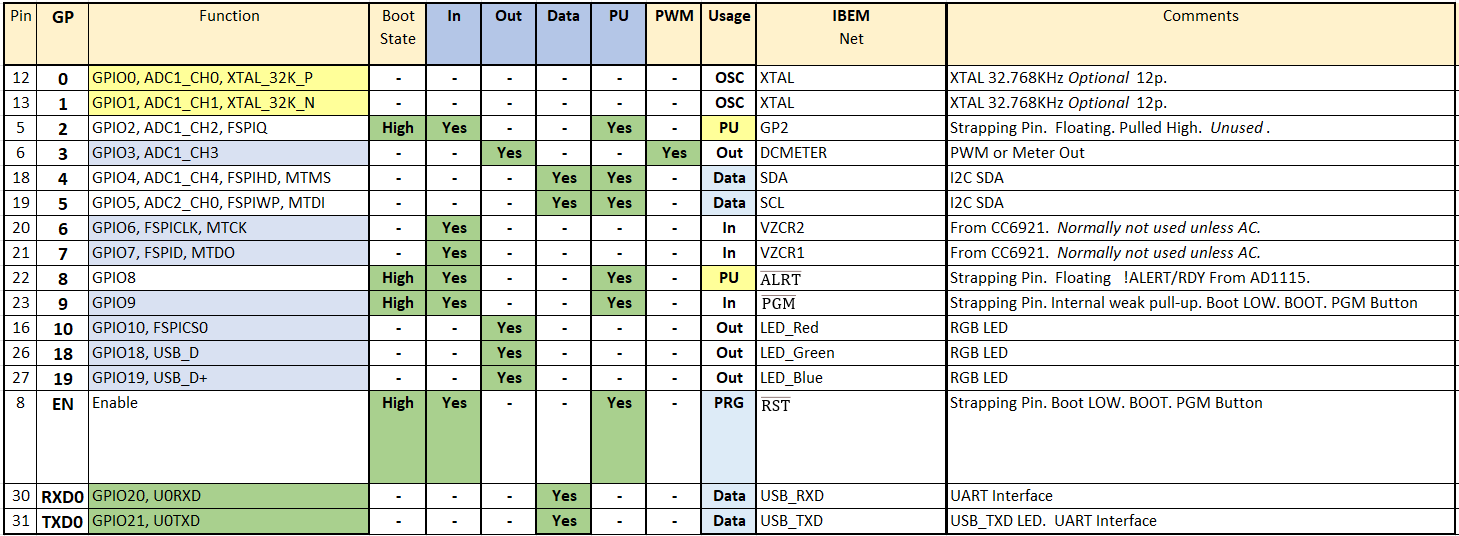 Pin GP Function Boot State In Out Data PU PWM Usage IBEM Net Comments
12 0 GPIO0, ADC1_CH0, XTAL_32K_P - - - - - - OSC XTAL XTAL 32.768KHz Optional 12p.
13 1 GPIO1, ADC1_CH1, XTAL_32K_N - - - - - - OSC XTAL XTAL 32.768KHz Optional 12p.
5 2 GPIO2, ADC1_CH2, FSPIQ High Yes - - Yes - PU GP2 Strapping Pin. Floating. Pulled High. Unused .
6 3 GPIO3, ADC1_CH3 - - Yes - - Yes Out DCMETER PWM or Meter Out
18 4 GPIO4, ADC1_CH4, FSPIHD, MTMS - - - Yes Yes - Data SDA I2C SDA
19 5 GPIO5, ADC2_CH0, FSPIWP, MTDI - - - Yes Yes - Data SCL I2C SDA
20 6 GPIO6, FSPICLK, MTCK - Yes - - - - In VZCR2 From CC6921. Normally not used unless AC.
21 7 GPIO7, FSPID, MTDO - Yes - - - - In VZCR1 From CC6921. Normally not used unless AC.
22 8 GPIO8 High Yes - - Yes - PU ALRT Strapping Pin. Floating !ALERT/RDY From AD1115.
23 9 GPIO9 High Yes - - Yes - In PGM Strapping Pin. Internal weak pull-up. Boot LOW. BOOT. PGM Button
16 10 GPIO10, FSPICS0 - - Yes - - - Out LED_Red RGB LED
26 18 GPIO18, USB_D - - Yes - - - Out LED_Green RGB LED
27 19 GPIO19, USB_D+ - - Yes - - - Out LED_Blue RGB LED
8 EN Enable High Yes - - Yes - PRG RST Strapping Pin. Boot LOW. BOOT. PGM Button
30 RXD0 GPIO20, U0RXD - - - Yes - - Data USB_RXD UART Interface
31 TXD0 GPIO21, U0TXD - - - Yes - - Data USB_TXD USB_TXD LED. UART Interface